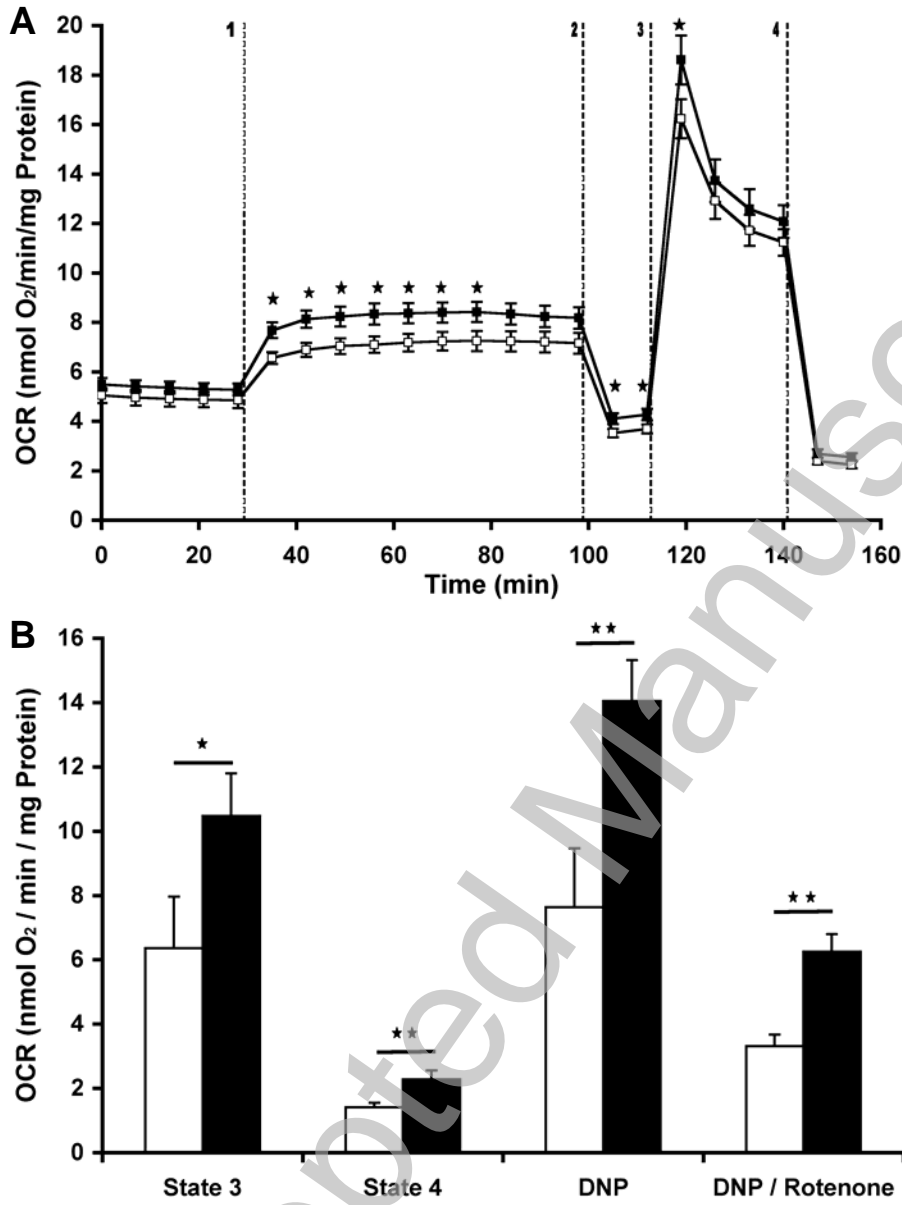 A
1 2 3 4
★
20
18
16
14
12
10
8
6
4
2
0
OCR (nmol O₂/min/mg Protein)
★ ★ ★ ★ ★ ★ ★
★ ★
0 20 40 60 80 100 120 140 160
Time (min)
B
16
14
12
10
8
6
4
2
0
OCR (nmol O₂ / min / mg Protein)
★
★★
★★
★★
State 3 State 4 DNP DNP / Rotenone
pted Manus